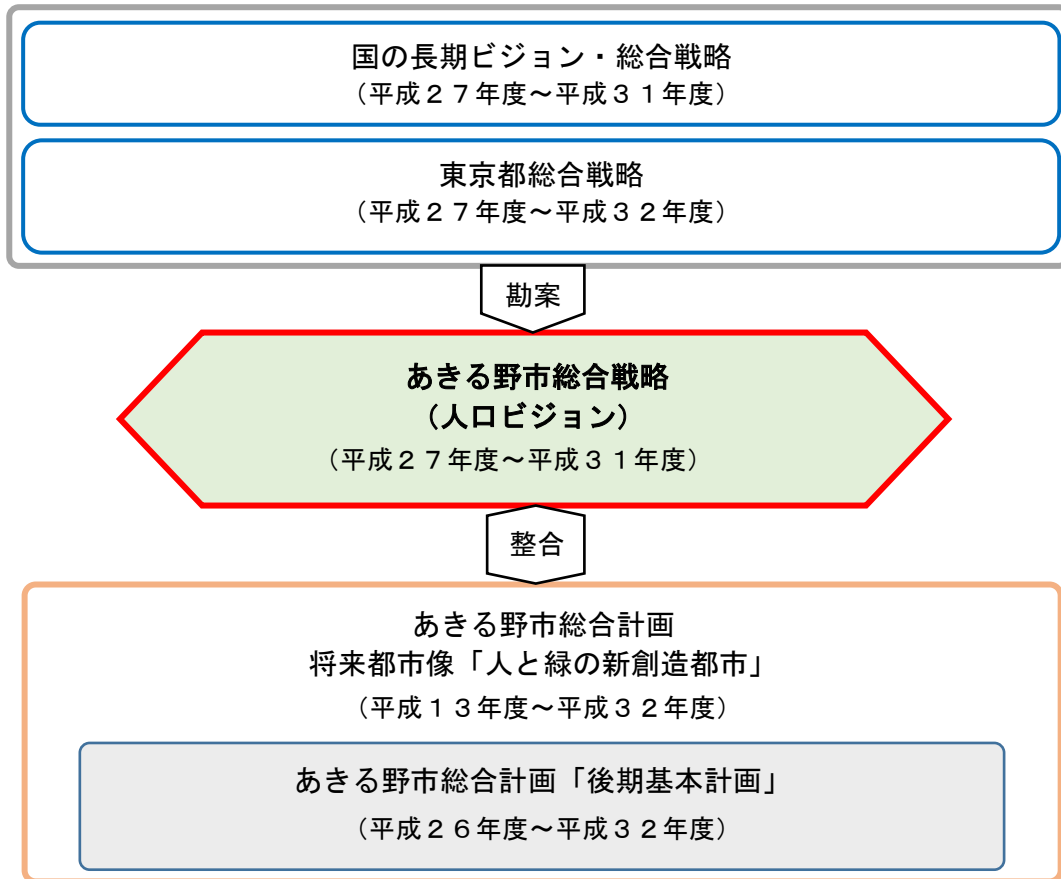 国の長期ビジョン・総合戦略
（平成２７年度～平成３１年度）
東京都総合戦略
（平成２７年度～平成３２年度）
勘案
あきる野市総合戦略
（人口ビジョン）
（平成２７年度～平成３１年度）
整合
あきる野市総合計画
将来都市像「人と緑の新創造都市」
（平成１３年度～平成３２年度）
あきる野市総合計画「後期基本計画」
（平成２６年度～平成３２年度）